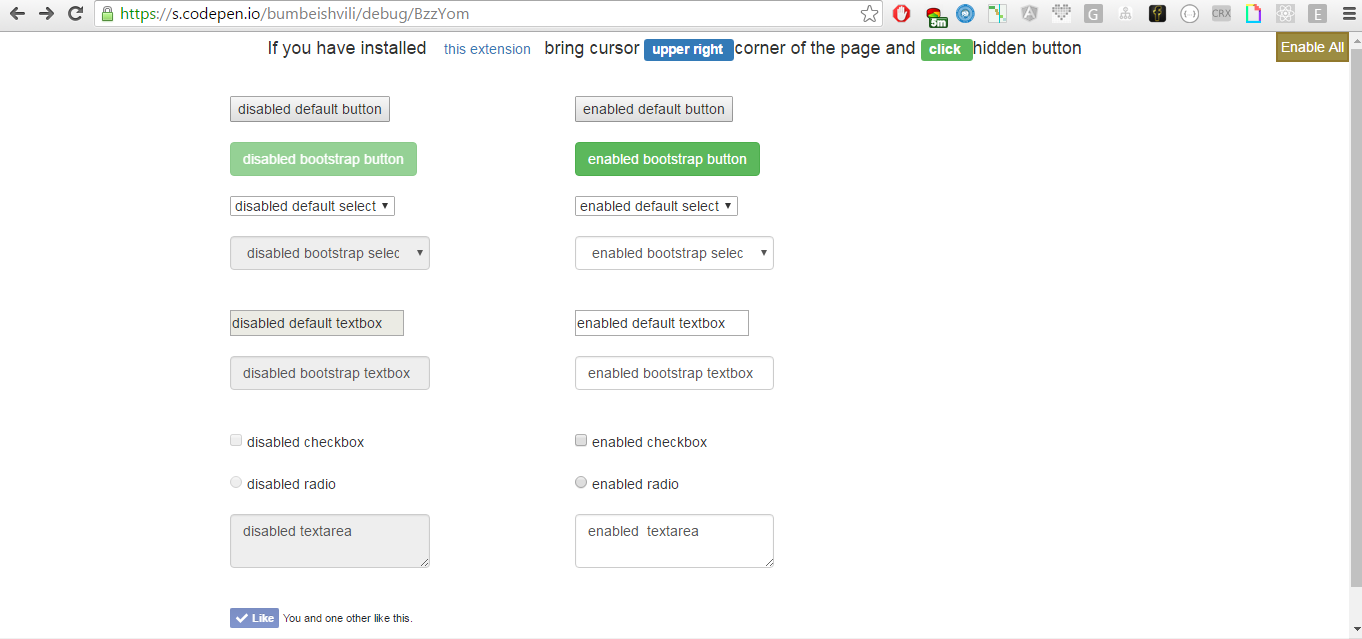 https://s.codepen.io/bumbeishvili/debug/BzzYom
5m
G
CRX
E
If you have installed this extension bring cursor upper right corner of the page and click hidden button
Enable All
disabled default button enabled default button
disabled bootstrap button enabled bootstrap button
disabled default select enabled default select
disabled bootstrap selec enabled bootstrap selec
disabled default textbox enabled default textbox
disabled bootstrap textbox enabled bootstrap textbox
disabled checkbox enabled checkbox
disabled radio enabled radio
disabled textarea enabled  textarea
Like You and one other like this.